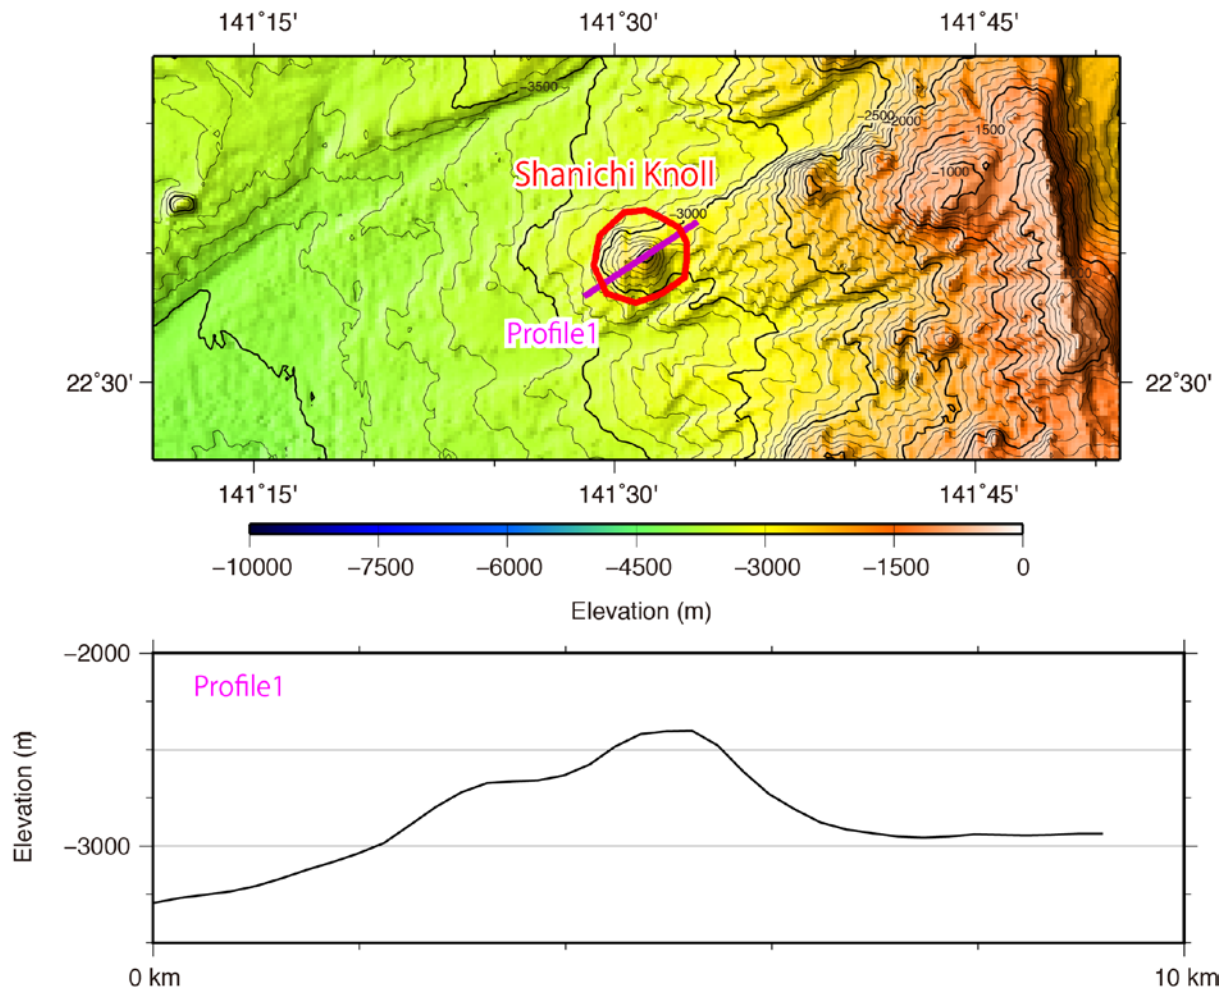 141˚15' 141˚30' 141˚45'
−3500
−2500
−2000
−1500
−1000
Shanichi Knoll
−3000
Profile1
22˚30' 22˚30'
141˚15' 141˚30' 141˚45'
−10000 −7500 −6000 −4500 −3000 −1500 0
Elevation (m)
−2000
Profile1
Elevation (m)
−3000
0 km 10 km